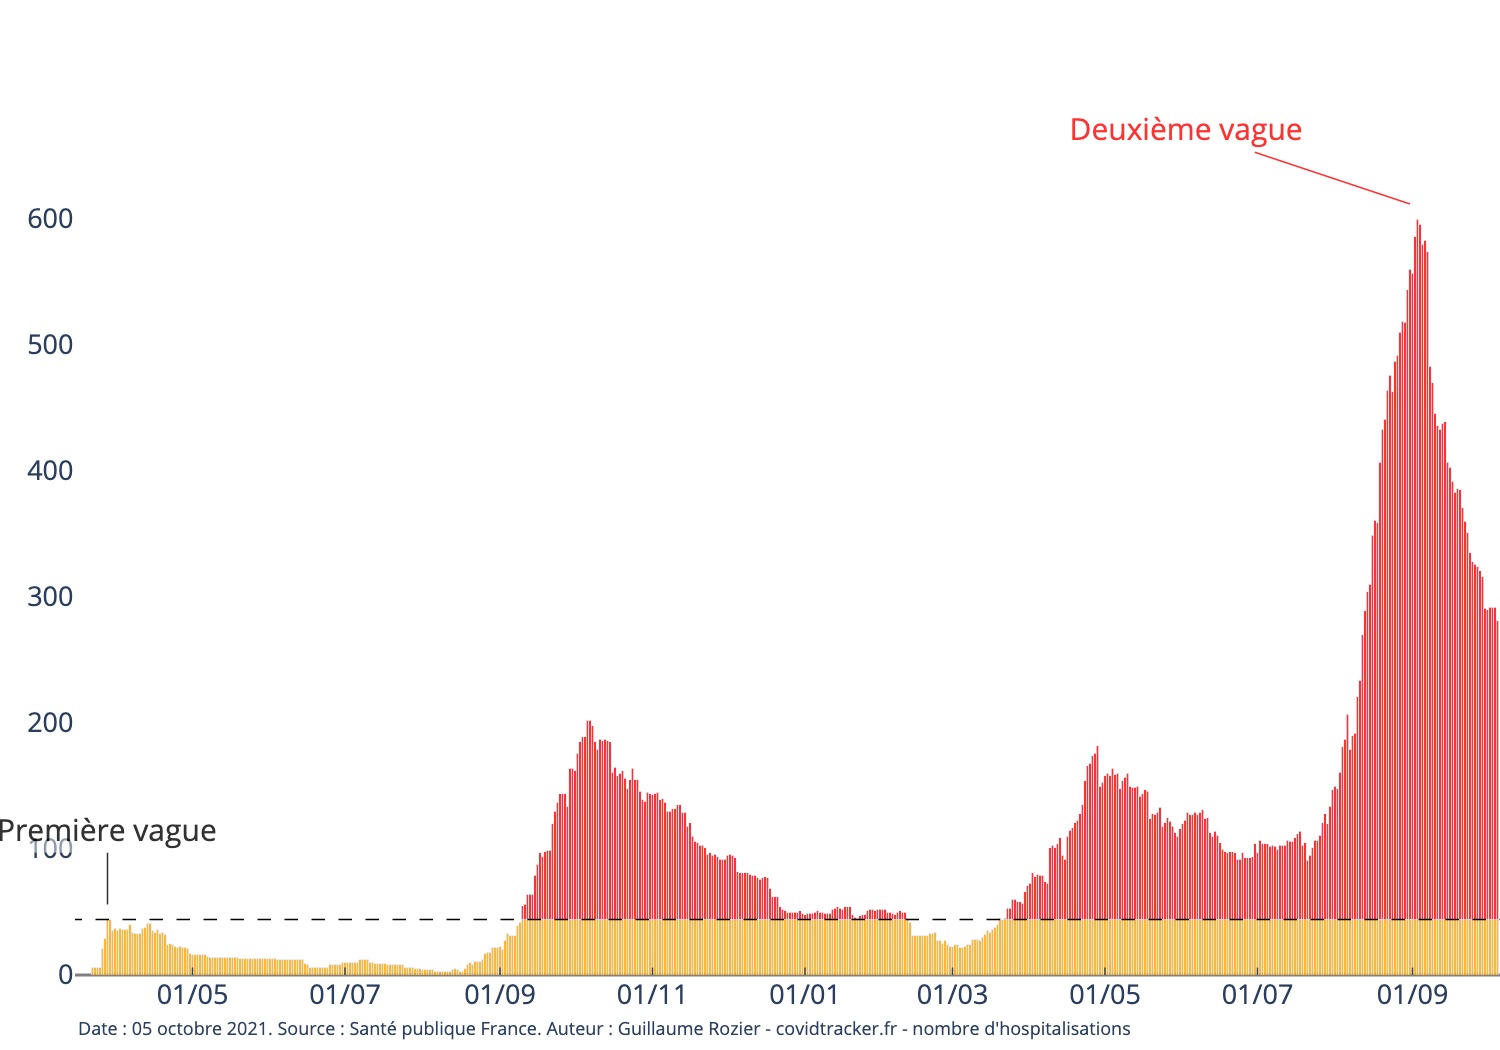 Deuxième vague
600
500
400
300
200
Première vague
100
0
01/05 01/07 01/09 01/11 01/01 01/03 01/05 01/07 01/09
Date : 05 octobre 2021. Source : Santé publique France. Auteur : Guillaume Rozier - covidtracker.fr - nombre d'hospitalisations